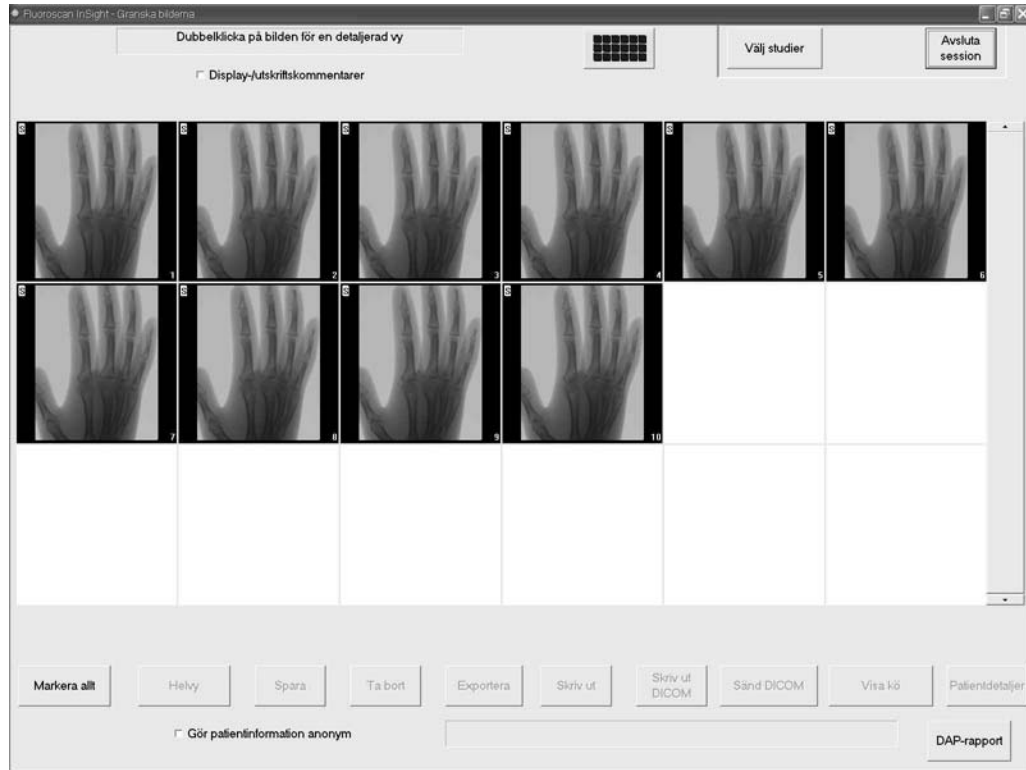 Fluoroscan InSight - Granska bilderna
Dubbelklicka på bilden för en detaljerad vy
Display-/utskriftskommentarer
Välj studier
Avsluta
session
1
2
3
4
5
6
7
8
9
10
Markera allt
Helvy
Spara
Ta bort
Exportera
Skriv ut
Skriv ut
DICOM
Sänd DICOM
Visa kö
Patientdetaljer
Gör patientinformation anonym
DAP-rapport